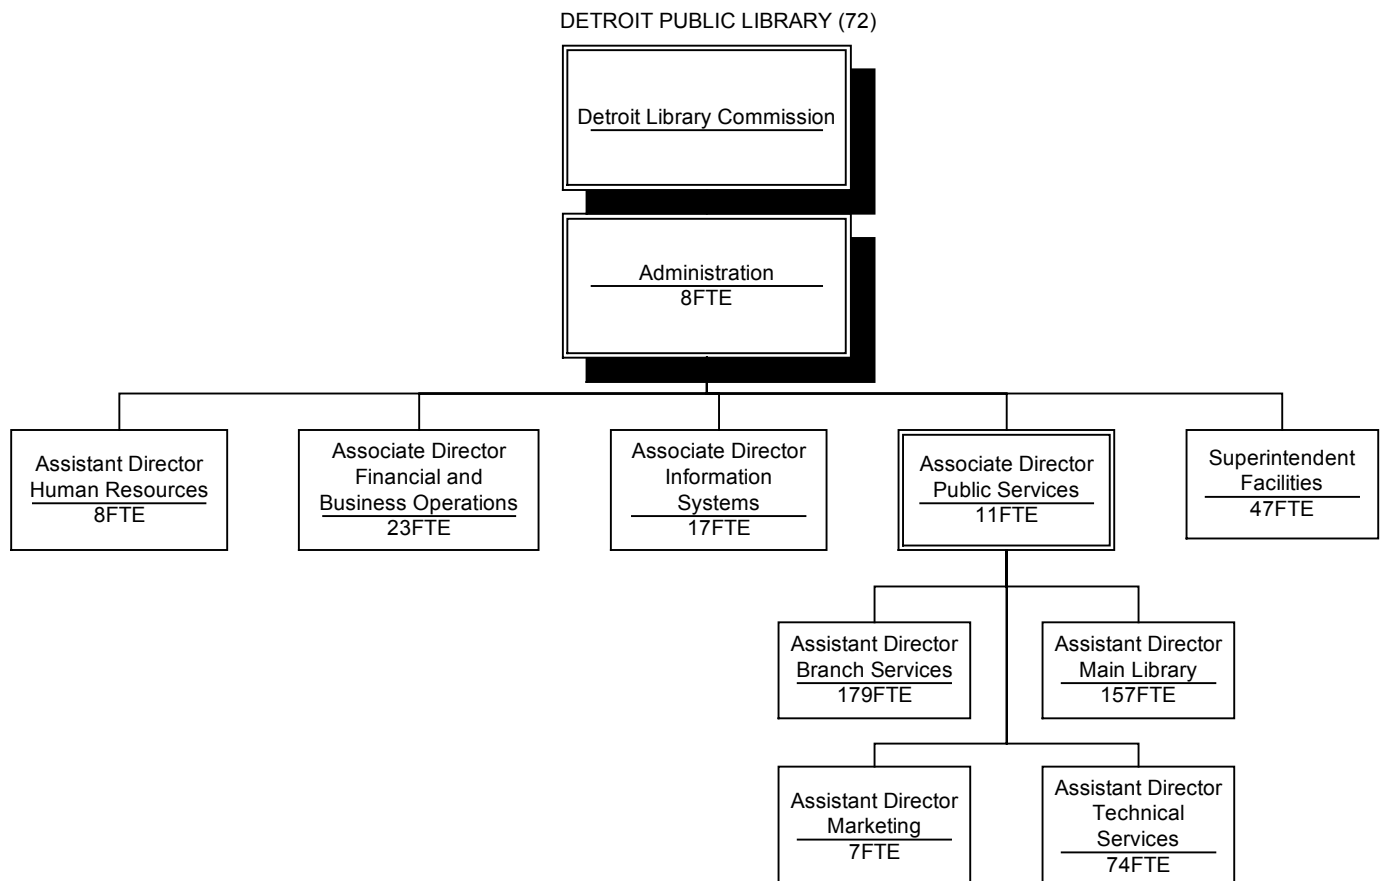 DETROIT PUBLIC LIBRARY (72)
Detroit Library Commission
Administration
8FTE
Assistant Director
Human Resources
8FTE
Associate Director
Financial and
Business Operations
23FTE
Associate Director
Information
Systems
17FTE
Associate Director
Public Services
11FTE
Superintendent
Facilities
47FTE
Assistant Director
Branch Services
179FTE
Assistant Director
Main Library
157FTE
Assistant Director
Marketing
7FTE
Assistant Director
Technical
Services
74FTE